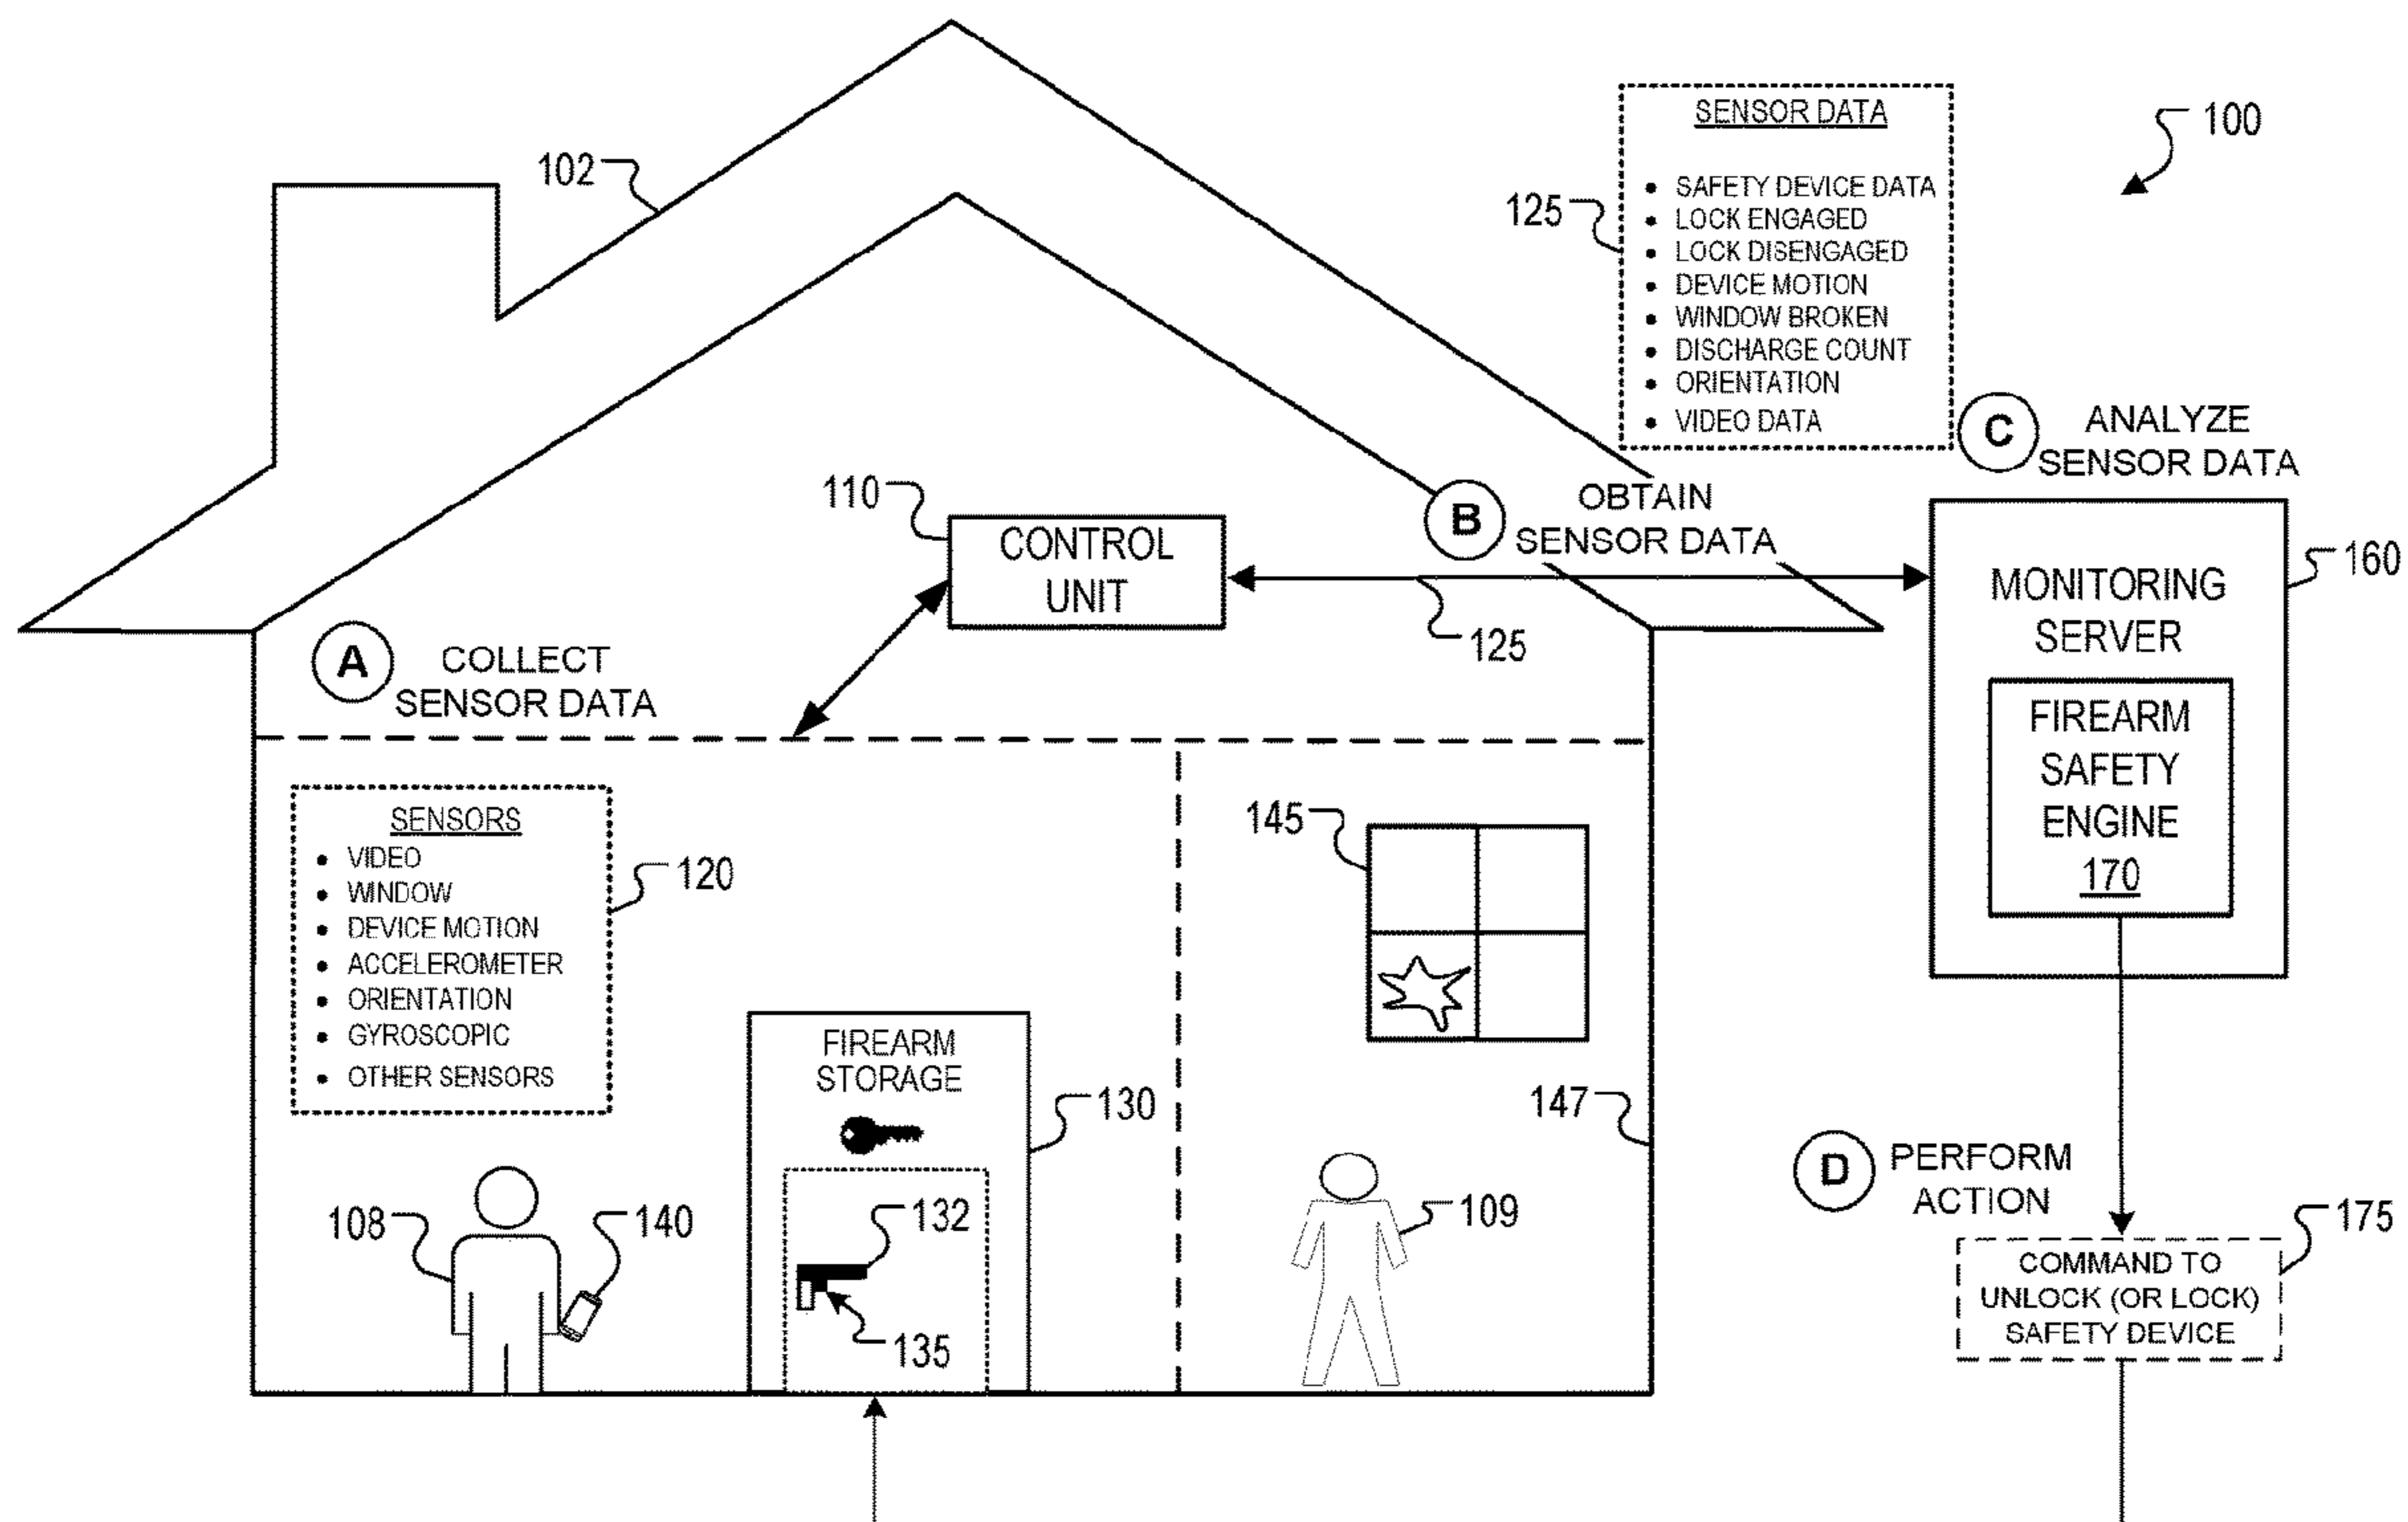 102
SENSOR DATA
• SAFETY DEVICE DATA
• LOCK ENGAGED
• LOCK DISENGAGED
• DEVICE MOTION
• WINDOW BROKEN
• DISCHARGE COUNT
• ORIENTATION
• VIDEO DATA
125
100
C
ANALYZE
SENSOR DATA
110
CONTROL
UNIT
B
OBTAIN
SENSOR DATA
125
160
MONITORING
SERVER
FIREARM
SAFETY
ENGINE
170
A
COLLECT
SENSOR DATA
SENSORS
• VIDEO
• WINDOW
• DEVICE MOTION
• ACCELEROMETER
• ORIENTATION
• GYROSCOPIC
• OTHER SENSORS
120
145
FIREARM
STORAGE
130
147
108
140
132
135
109
D
PERFORM
ACTION
175
COMMAND TO
UNLOCK (OR LOCK)
SAFETY DEVICE